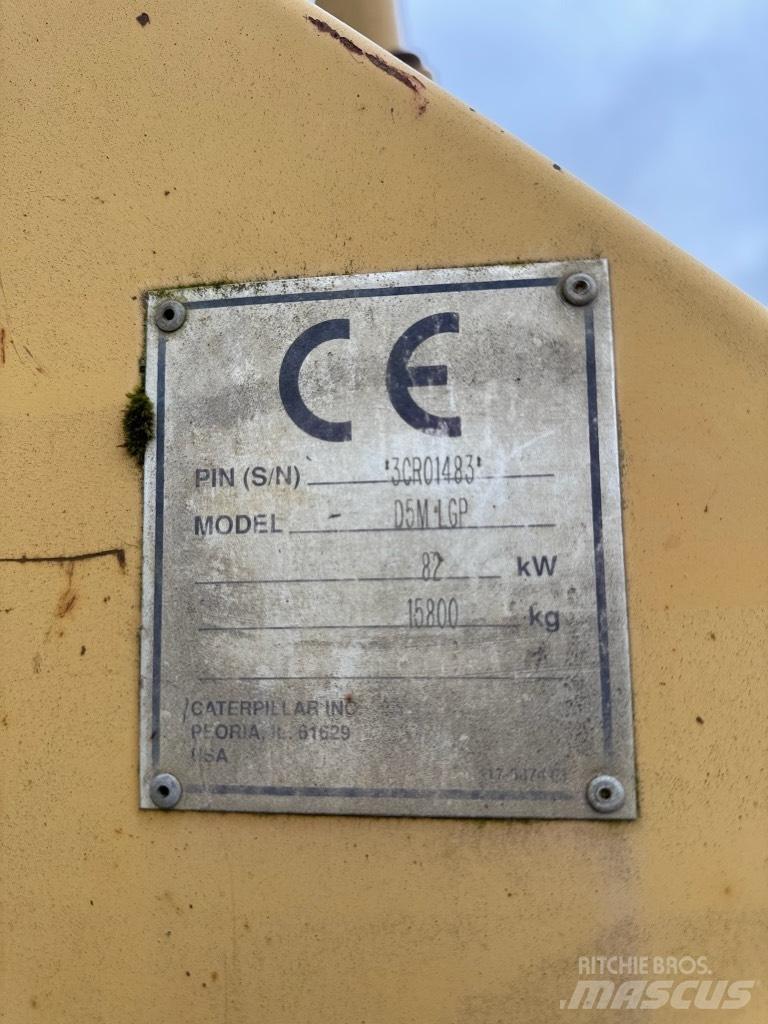 CE
PIN (S/N) *3CR01483*
MODEL D5M LGP
82 kW
15800 kg
CATERPILLAR INC
PEORIA, IL. 61629
USA
RITCHIE BROS.
MASCUS